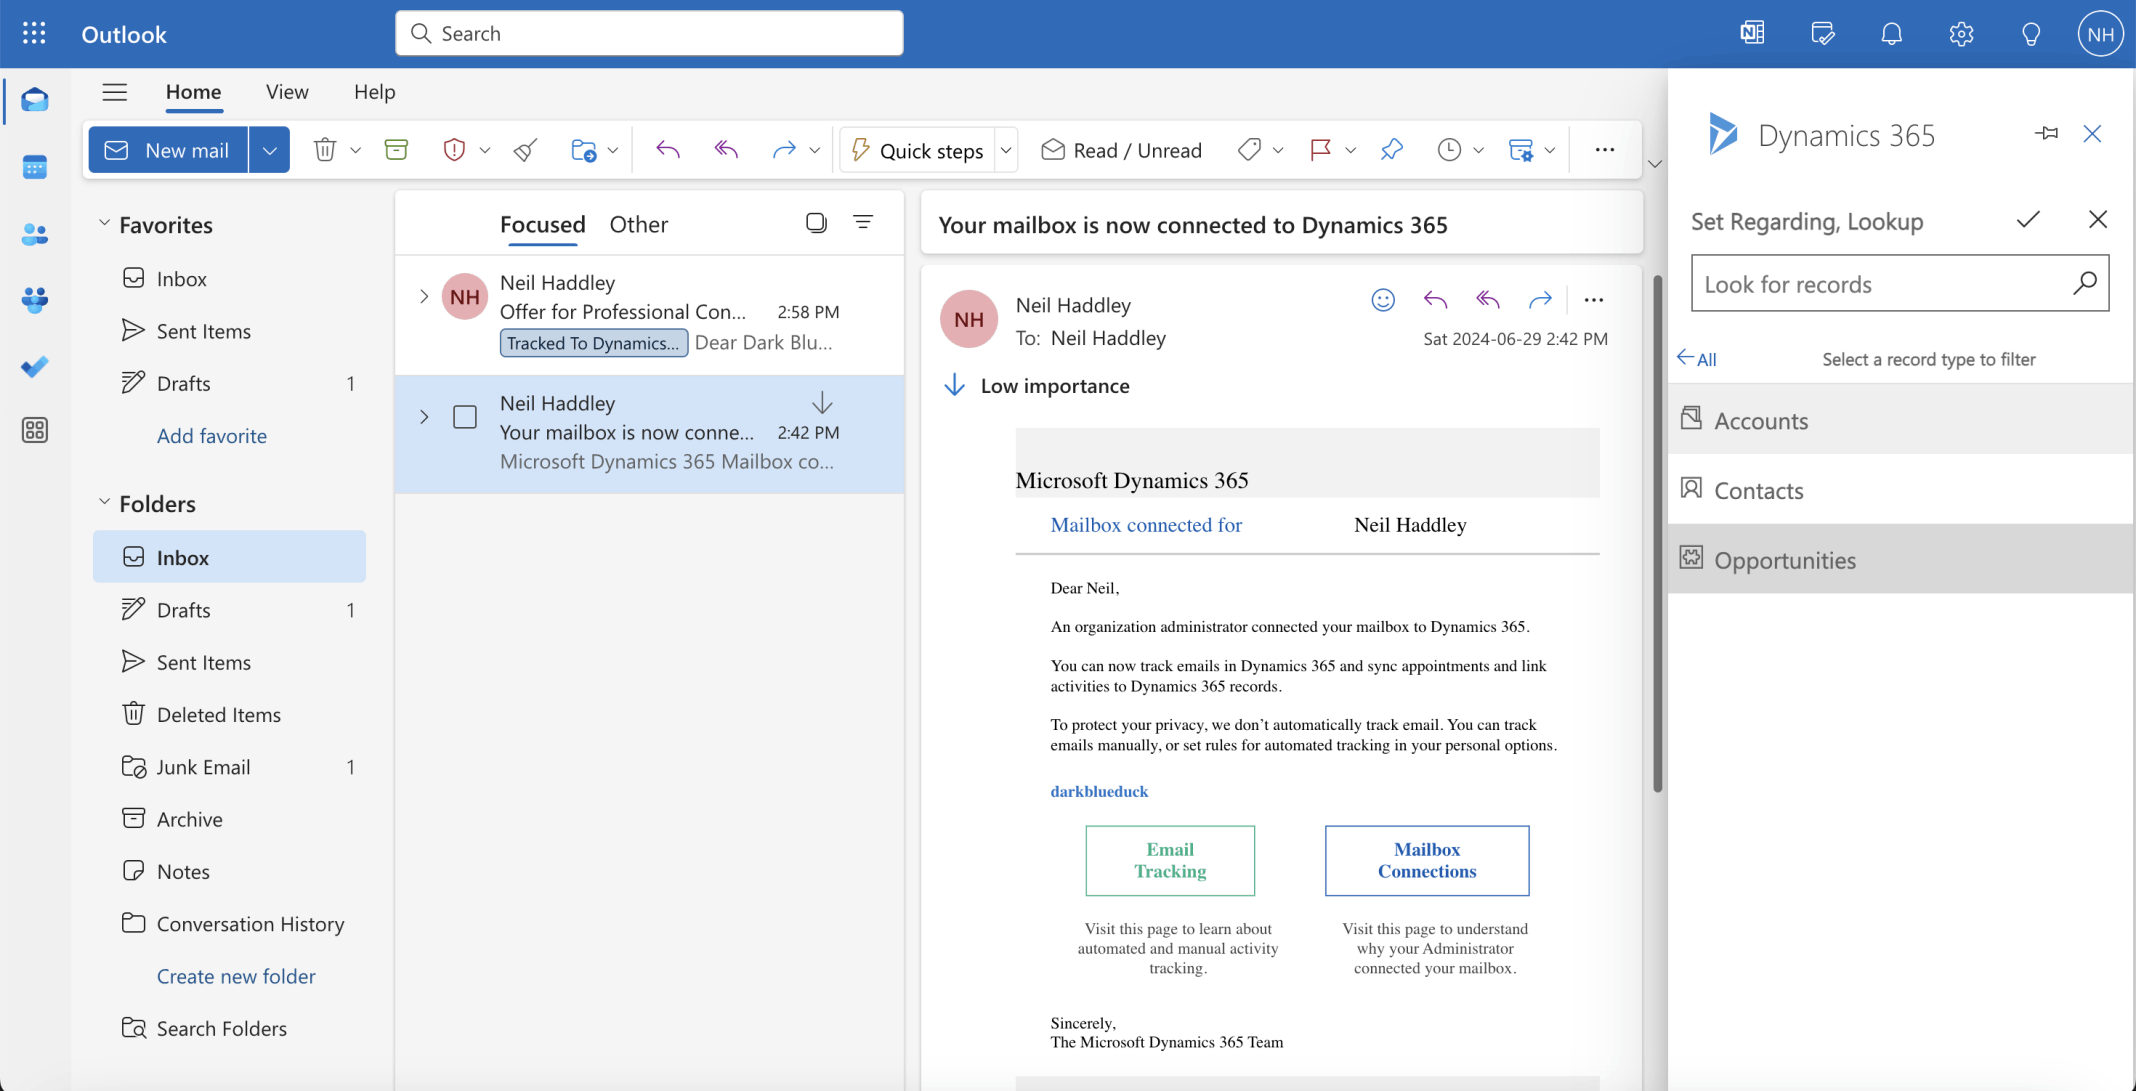 Outlook
Search
NH
Home
View
Help
New mail
Quick steps
Read / Unread
Favorites
Inbox
Sent Items
Drafts 1
Add favorite
Folders
Inbox
Drafts 1
Sent Items
Deleted Items
Junk Email 1
Archive
Notes
Conversation History
Create new folder
Search Folders
Focused
Other
NH
Neil Haddley
Offer for Professional Con... 2:58 PM
Tracked To Dynamics... Dear Dark Blu...
Neil Haddley
Your mailbox is now conne... 2:42 PM
Microsoft Dynamics 365 Mailbox co...
Your mailbox is now connected to Dynamics 365
NH
Neil Haddley
To: Neil Haddley
Sat 2024-06-29 2:42 PM
Low importance
Microsoft Dynamics 365
Mailbox connected for Neil Haddley
Dear Neil,
An organization administrator connected your mailbox to Dynamics 365.
You can now track emails in Dynamics 365 and sync appointments and link
activities to Dynamics 365 records.
To protect your privacy, we don’t automatically track email. You can track
emails manually, or set rules for automated tracking in your personal options.
darkblueduck
Email
Tracking
Visit this page to learn about
automated and manual activity
tracking.
Mailbox
Connections
Visit this page to understand
why your Administrator
connected your mailbox.
Sincerely,
The Microsoft Dynamics 365 Team
Dynamics 365
Set Regarding, Lookup
Look for records
All
Select a record type to filter
Accounts
Contacts
Opportunities